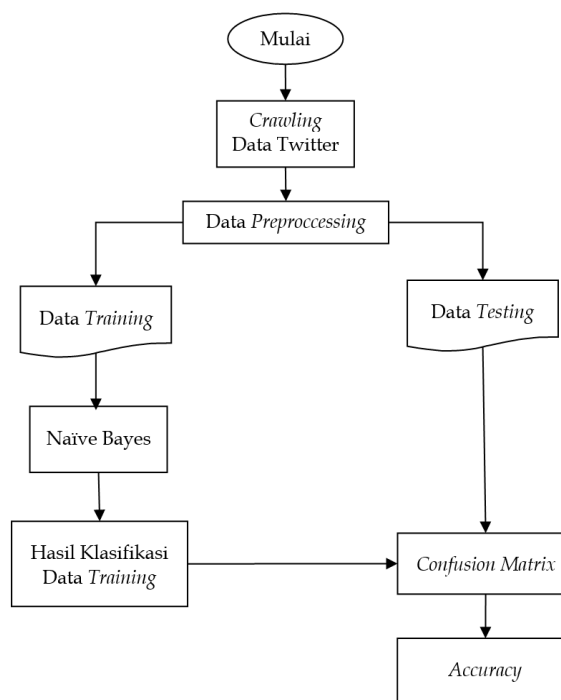 Mulai
Crawling
Data Twitter
Data Preproccessing
Data Training
Data Testing
Naïve Bayes
Hasil Klasifikasi
Data Training
Confusion Matrix
Accuracy